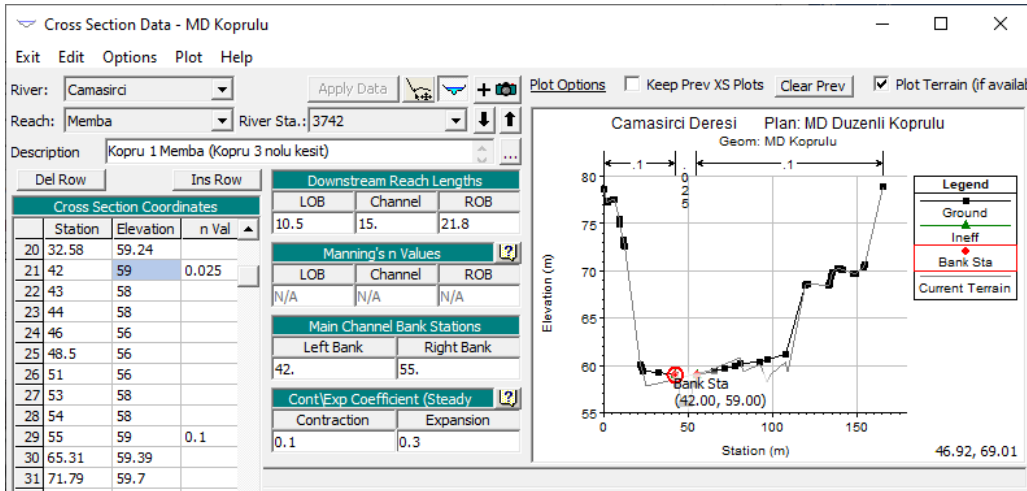 Cross Section Data - MD Koprulu
Exit Edit Options Plot Help
River: Camasirci Apply Data
Reach: Memba River Sta.: 3742
Description Kopru 1 Memba (Kopru 3 nolu kesit) ...
Del Row Ins Row
Cross Section Coordinates
Station Elevation n Val
20 32.58 59.24
21 42 59 0.025
22 43 58
23 44 58
24 46 56
25 48.5 56
26 51 56
27 53 58
28 54 58
29 55 59 0.1
30 65.31 59.39
31 71.79 59.7
Downstream Reach Lengths
LOB Channel ROB
10.5 15. 21.8
Manning's n Values
LOB Channel ROB
N/A N/A N/A
Main Channel Bank Stations
Left Bank Right Bank
42. 55.
Cont\Exp Coefficient (Steady
Contraction Expansion
0.1 0.3
Plot Options Keep Prev XS Plots Clear Prev Plot Terrain (if availab
Camasirci Deresi Plan: MD Duzenli Koprulu
Geom: MD Koprulu
.1 .025 .1
80
75
70
65
60
55
Elevation (m)
Bank Sta
(42.00, 59.00)
0 50 100 150
Station (m)
Legend
Ground
Ineff
Bank Sta
Current Terrain
46.92, 69.01